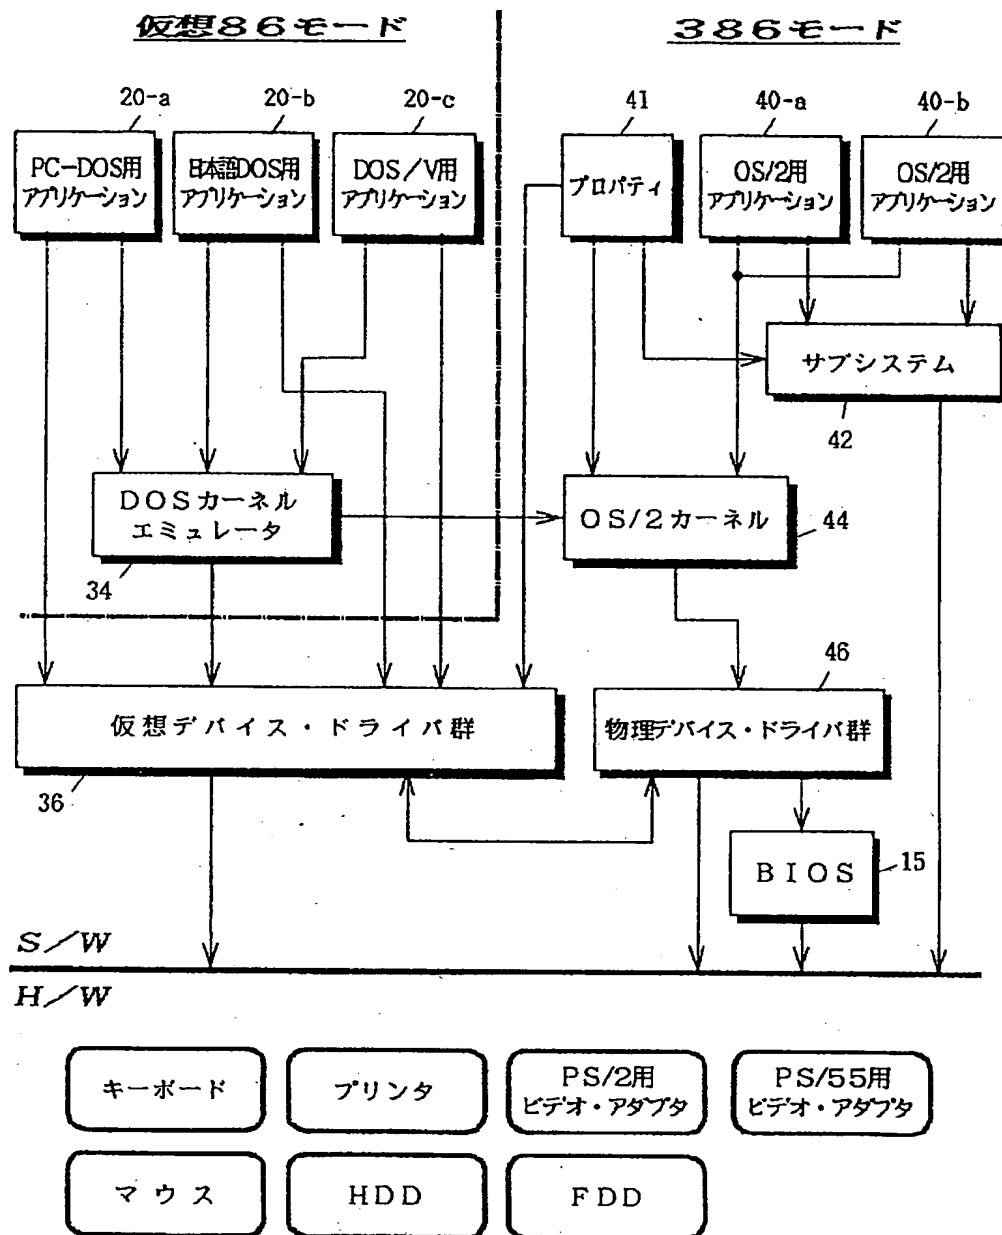 仮想86モード
386モード
20-a
20-b
20-c
41
40-a
40-b
PC-DOS用
アプリケーション
日本語DOS用
アプリケーション
DOS/V用
アプリケーション
プロパティ
OS/2用
アプリケーション
OS/2用
アプリケーション
サブシステム
42
DOSカーネル
エミュレータ
34
OS/2カーネル
44
46
仮想デバイス・ドライバ群
36
物理デバイス・ドライバ群
BIOS
15
S/W
H/W
キーボード
プリンタ
PS/2用
ビデオ・アダプタ
PS/55用
ビデオ・アダプタ
マウス
HDD
FDD